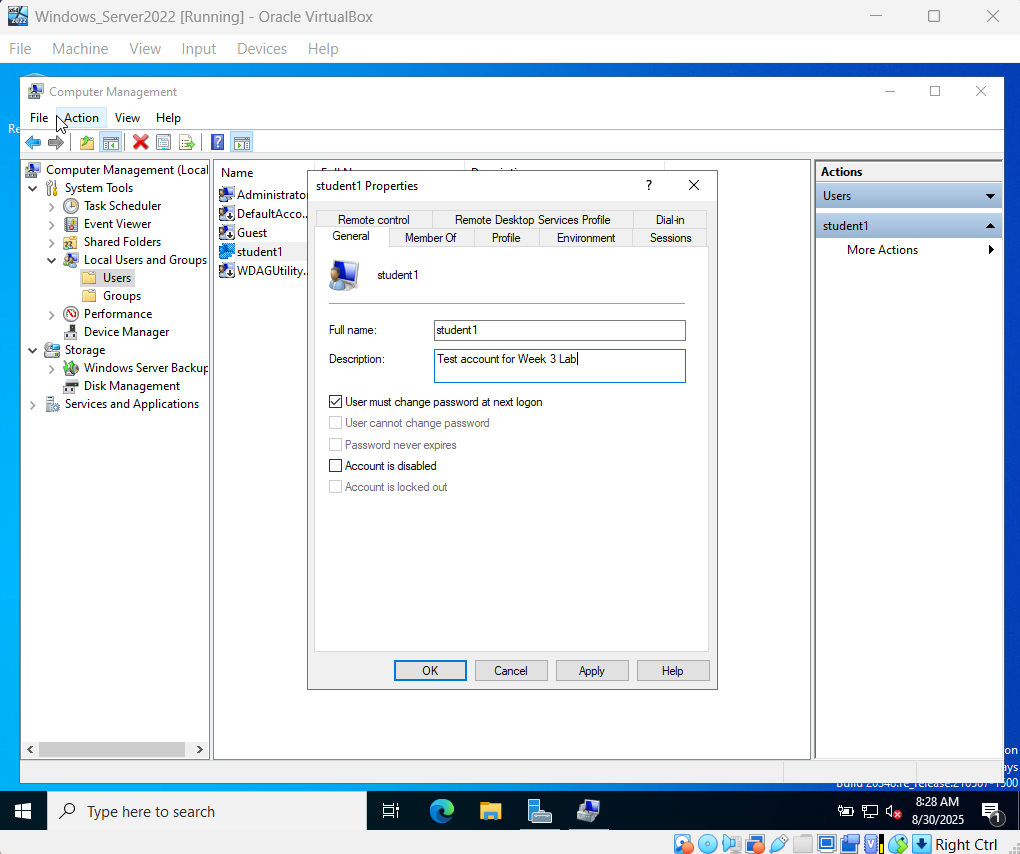 Windows_Server2022 [Running] - Oracle VirtualBox
File Machine View Input Devices Help
Computer Management
File Action View Help
Computer Management (Local
System Tools
Task Scheduler
Event Viewer
Shared Folders
Local Users and Groups
Users
Groups
Performance
Device Manager
Storage
Windows Server Backup
Disk Management
Services and Applications
Name
Administrator
DefaultAcco...
Guest
student1
WDAGUtility...
student1 Properties
?
Remote control Remote Desktop Services Profile Dial-in
General Member Of Profile Environment Sessions
student1
Full name: student1
Description: Test account for Week 3 Lab
User must change password at next logon
User cannot change password
Password never expires
Account is disabled
Account is locked out
OK Cancel Apply Help
Actions
Users
student1
More Actions
Type here to search
8:28 AM
8/30/2025
1
Right Ctrl